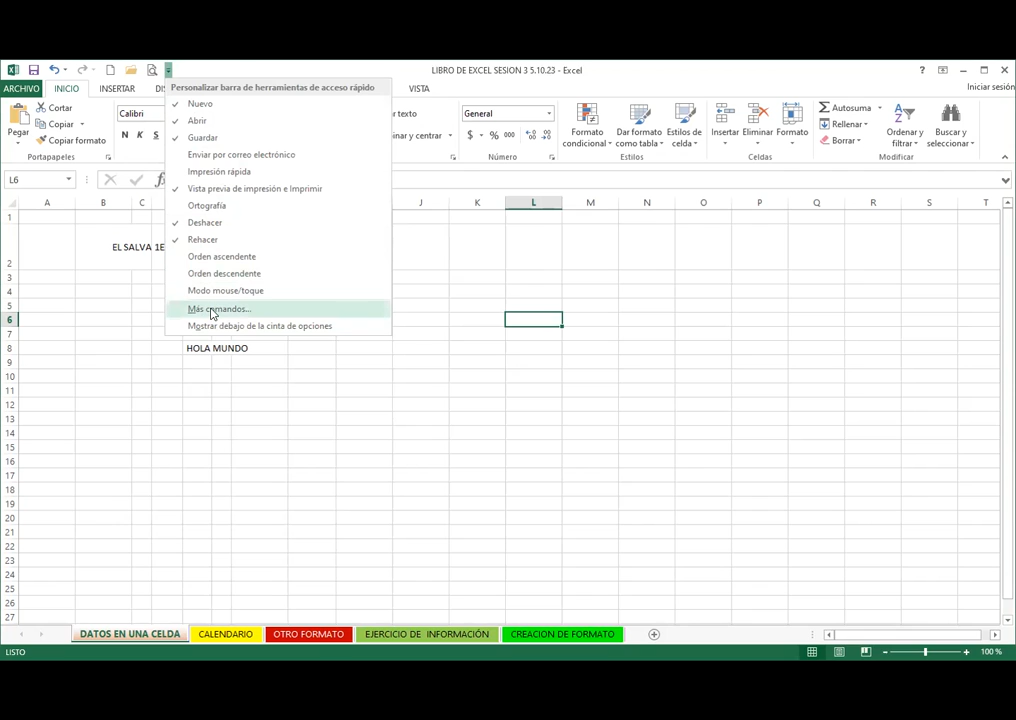 LIBRO DE EXCEL SESION 3 5.10.23 - Excel
ARCHIVO INICIO INSERTAR VISTA Iniciar sesión
Personalizar barra de herramientas de acceso rápido
Nuevo
Abrir
Guardar
Enviar por correo electrónico
Impresión rápida
Vista previa de impresión e Imprimir
Ortografía
Deshacer
Rehacer
Orden ascendente
Orden descendente
Modo mouse/toque
Más comandos...
Mostrar debajo de la cinta de opciones
Pegar
Cortar
Copiar
Copiar formato
Portapapeles
Calibri
N K S
ar texto
inar y centrar
General
$ % 000
Número
Formato condicional
Dar formato como tabla
Estilos de celda
Estilos
Insertar Eliminar Formato
Celdas
Autosuma
Rellenar
Borrar
Ordenar y filtrar
Buscar y seleccionar
Modificar
L6
A B C J K L M N O P Q R S T
1
2 EL SALVA 1E
3
4
5
6
7
8 HOLA MUNDO
9
10
11
12
13
14
15
16
17
18
19
20
21
22
23
24
25
26
27
DATOS EN UNA CELDA CALENDARIO OTRO FORMATO EJERCICIO DE INFORMACIÓN CREACION DE FORMATO
LISTO 100 %